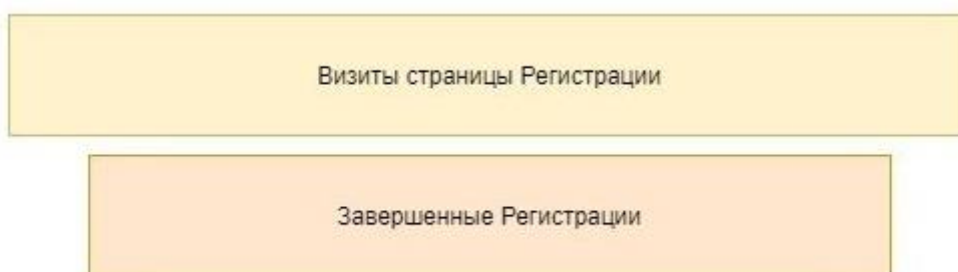 Визиты страницы Регистрации
Завершенные Регистрации